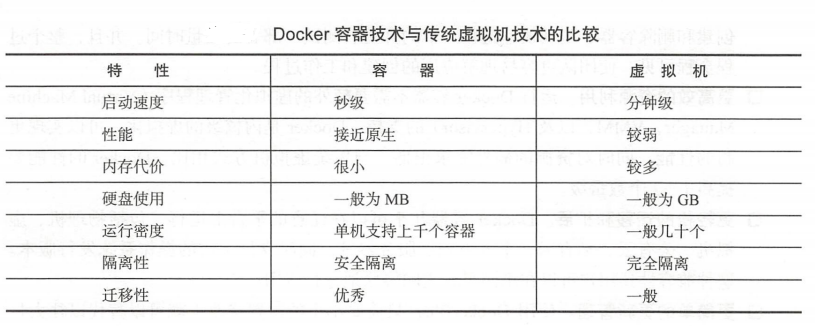 Docker 容器技术与传统虚拟机技术的比较
特 性 容 器 虚 拟 机
启动速度 秒级 分钟级
性能 接近原生 较弱
内存代价 很小 较多
硬盘使用 一般为 MB 一般为 GB
运行密度 单机支持上千个容器 一般几十个
隔离性 安全隔离 完全隔离
迁移性 优秀 一般